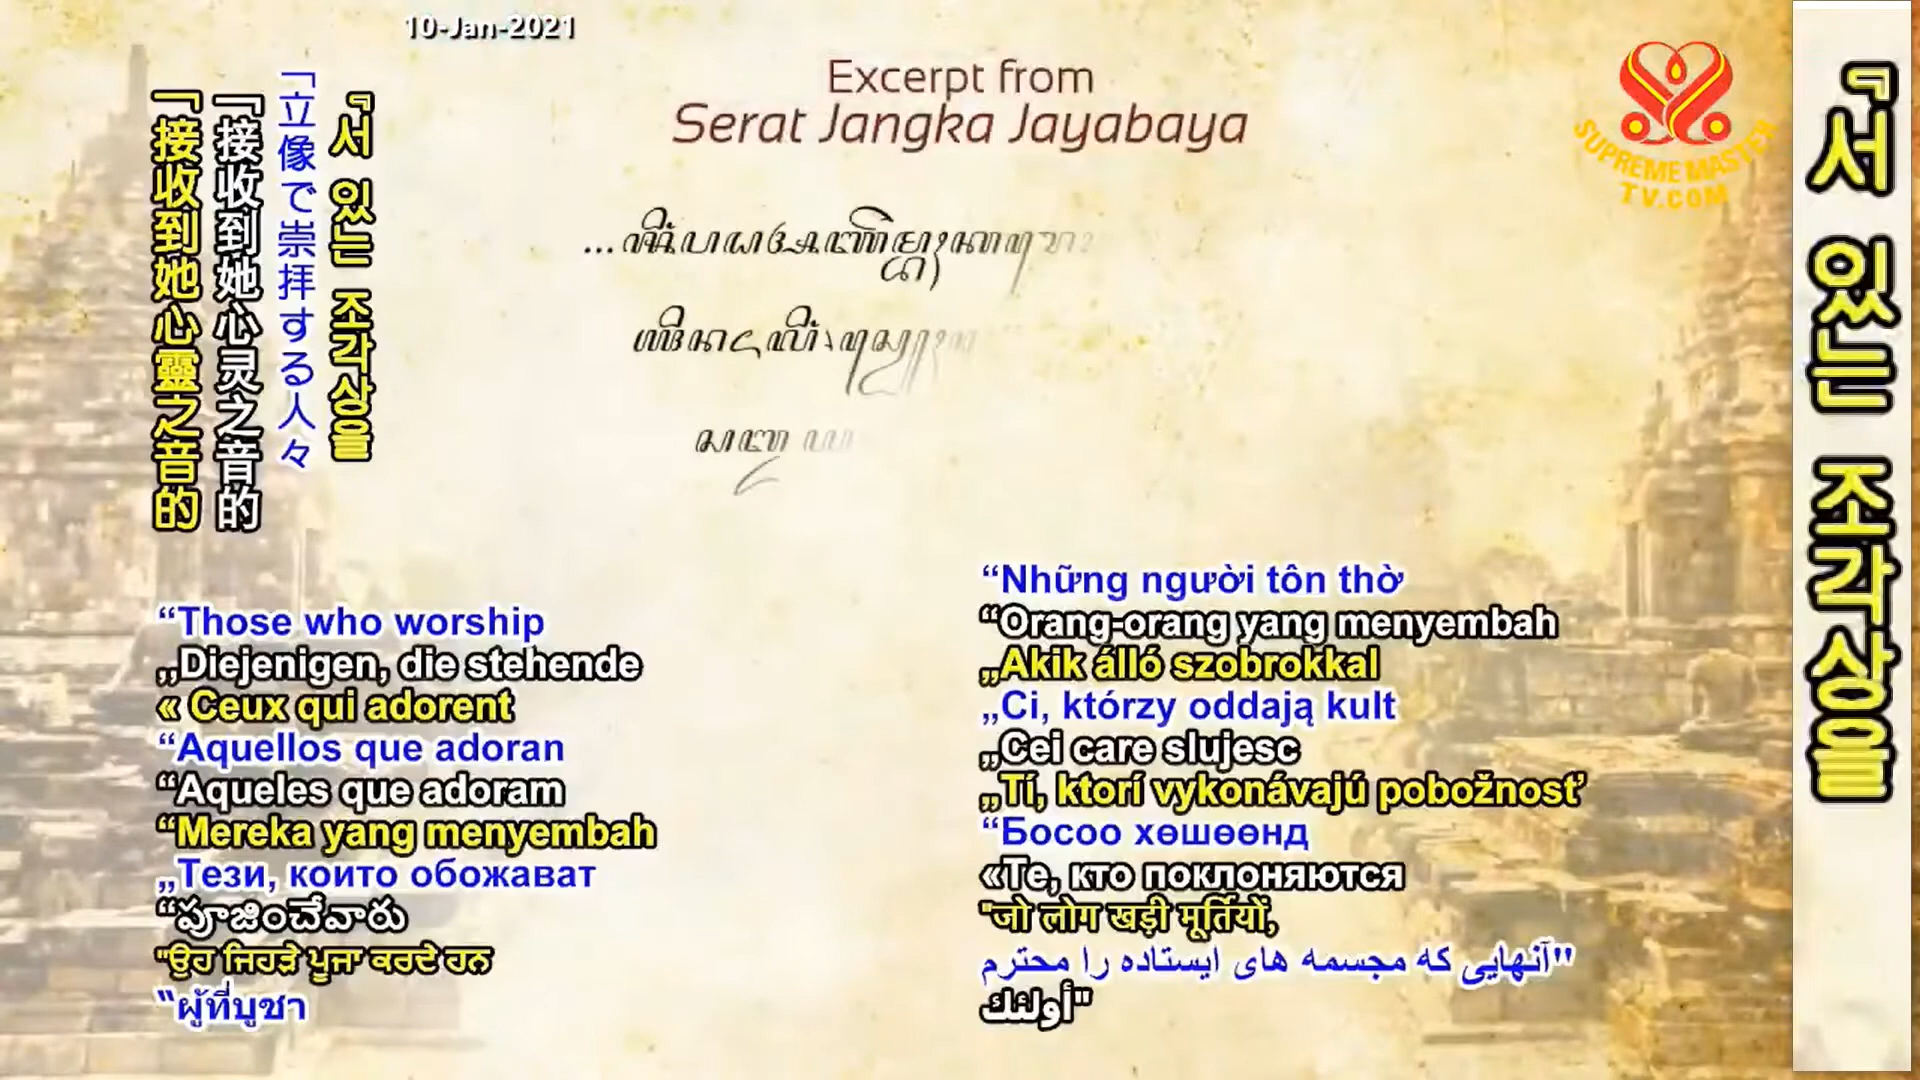 10-Jan-2021
Excerpt from
Serat Jangka Jayabaya
SUPREME MASTER
TV.COM
『서 있는 조각상을
「立像で崇拝する人々
「接收到她心灵之音的
「接收到她心靈之音的
『서 있는 조각상을
“Those who worship
„Diejenigen, die stehende
« Ceux qui adorent
“Aquellos que adoran
“Aqueles que adoram
“Mereka yang menyembah
„Тези, които обожават
“పూజించేవారు
"ਉਹ ਜਿਹੜੇ ਪੂਜਾ ਕਰਦੇ ਹਨ
“ผู้ที่บูชา
“Những người tôn thờ
“Orang-orang yang menyembah
„Akik álló szobrokkal
„Ci, którzy oddają kult
„Cei care slujesc
„Tí, ktorí vykonávajú pobožnosť
“Босоо хөшөөнд
«Те, кто поклоняются
"जो लोग खड़ी मूर्तियों,
"آنهایی که مجسمه های ایستاده را محترم
"أولئك